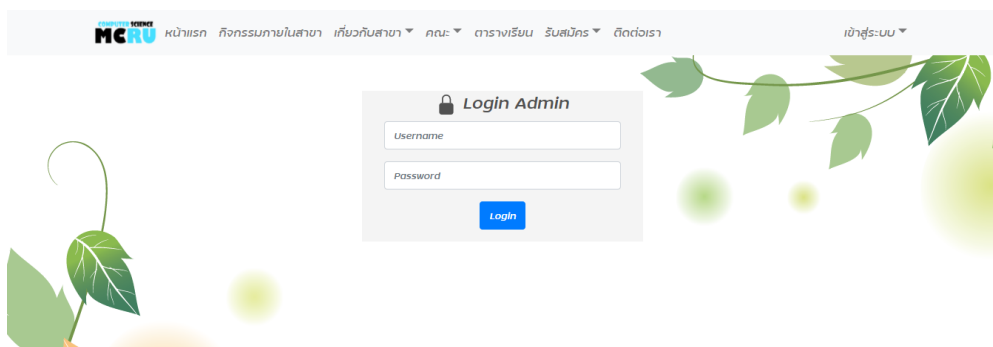 COMPUTER SCIENCE
MCRU
หน้าแรก กิจกรรมภายในสาขา เกี่ยวกับสาขา คณะ ตารางเรียน รับสมัคร ติดต่อเรา เข้าสู่ระบบ
Login Admin
Username
Password
Login